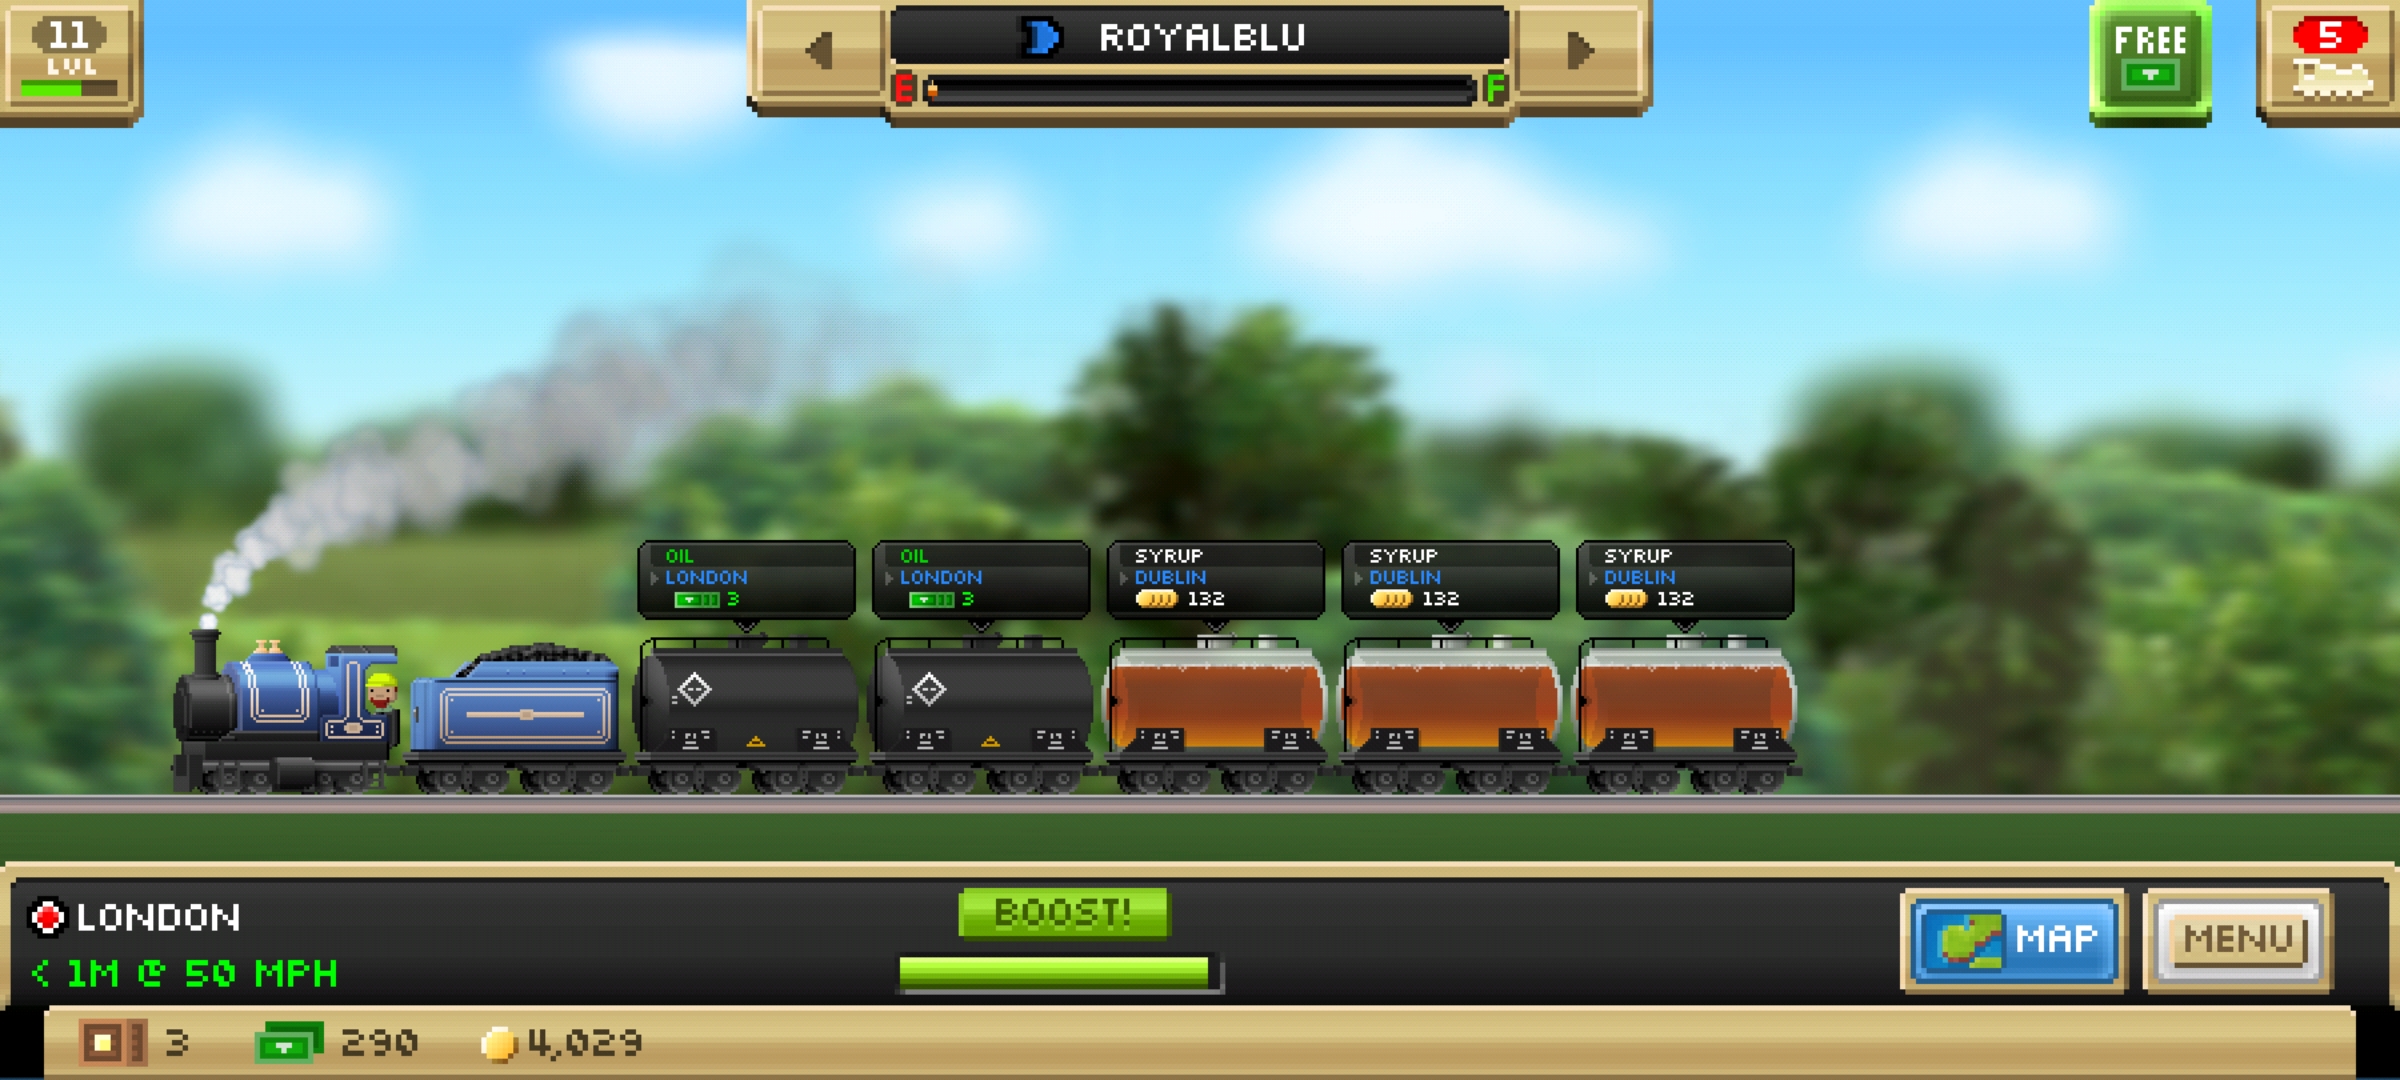 11
LVL
ROYALBLU
E F
FREE
5
OIL
LONDON
3
OIL
LONDON
3
SYRUP
DUBLIN
132
SYRUP
DUBLIN
132
SYRUP
DUBLIN
132
LONDON
< 1M @ 50 MPH
BOOST!
MAP
MENU
3 290 4,029